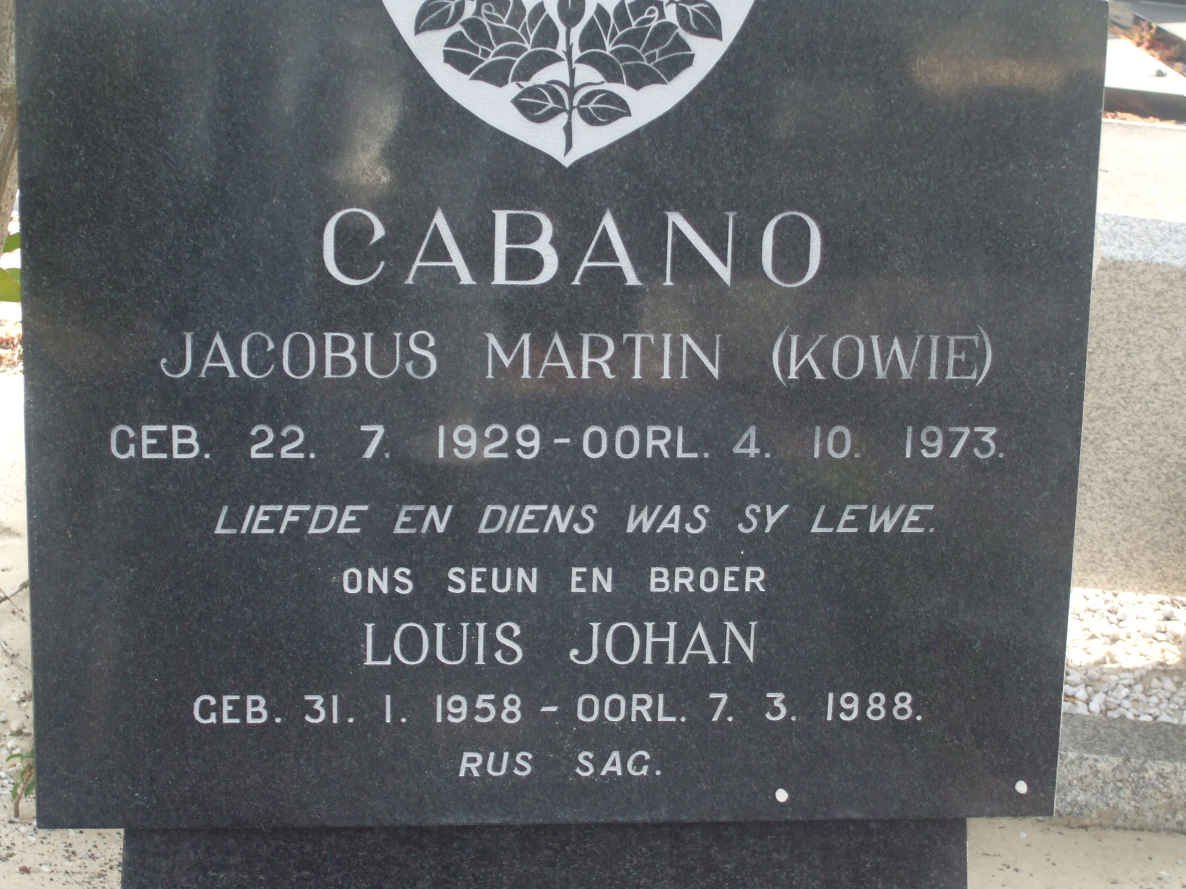 CABANO
JACOBUS MARTIN (KOWIE)
GEB. 22. 7. 1929 - OORL. 4. 10. 1973.
LIEFDE EN DIENS WAS SY LEWE.
ONS SEUN EN BROER
LOUIS JOHAN
GEB. 31. 1. 1958 - OORL. 7. 3. 1988.
RUS SAG.